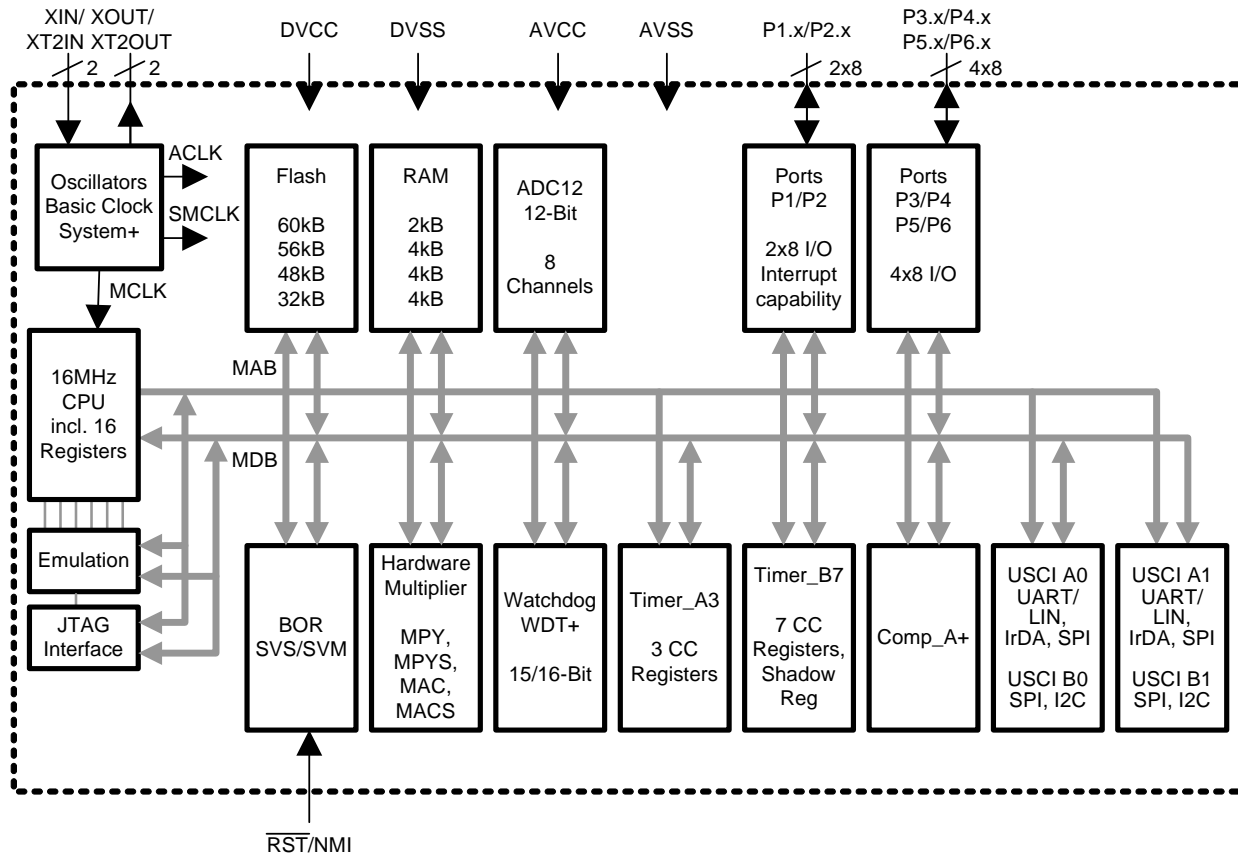 XIN/ XOUT/
XT2IN XT2OUT
2
2
DVCC
DVSS
AVCC
AVSS
P1.x/P2.x
2x8
P3.x/P4.x
P5.x/P6.x
4x8
Oscillators
Basic Clock
System+
ACLK
SMCLK
MCLK
Flash
60kB
56kB
48kB
32kB
RAM
2kB
4kB
4kB
4kB
ADC12
12-Bit
8
Channels
Ports
P1/P2
2x8 I/O
Interrupt
capability
Ports
P3/P4
P5/P6
4x8 I/O
16MHz
CPU
incl. 16
Registers
MAB
MDB
Emulation
JTAG
Interface
BOR
SVS/SVM
Hardware
Multiplier
MPY,
MPYS,
MAC,
MACS
Watchdog
WDT+
15/16-Bit
Timer_A3
3 CC
Registers
Timer_B7
7 CC
Registers,
Shadow
Reg
Comp_A+
USCI A0
UART/
LIN,
IrDA, SPI
USCI B0
SPI, I2C
USCI A1
UART/
LIN,
IrDA, SPI
USCI B1
SPI, I2C
RST/NMI